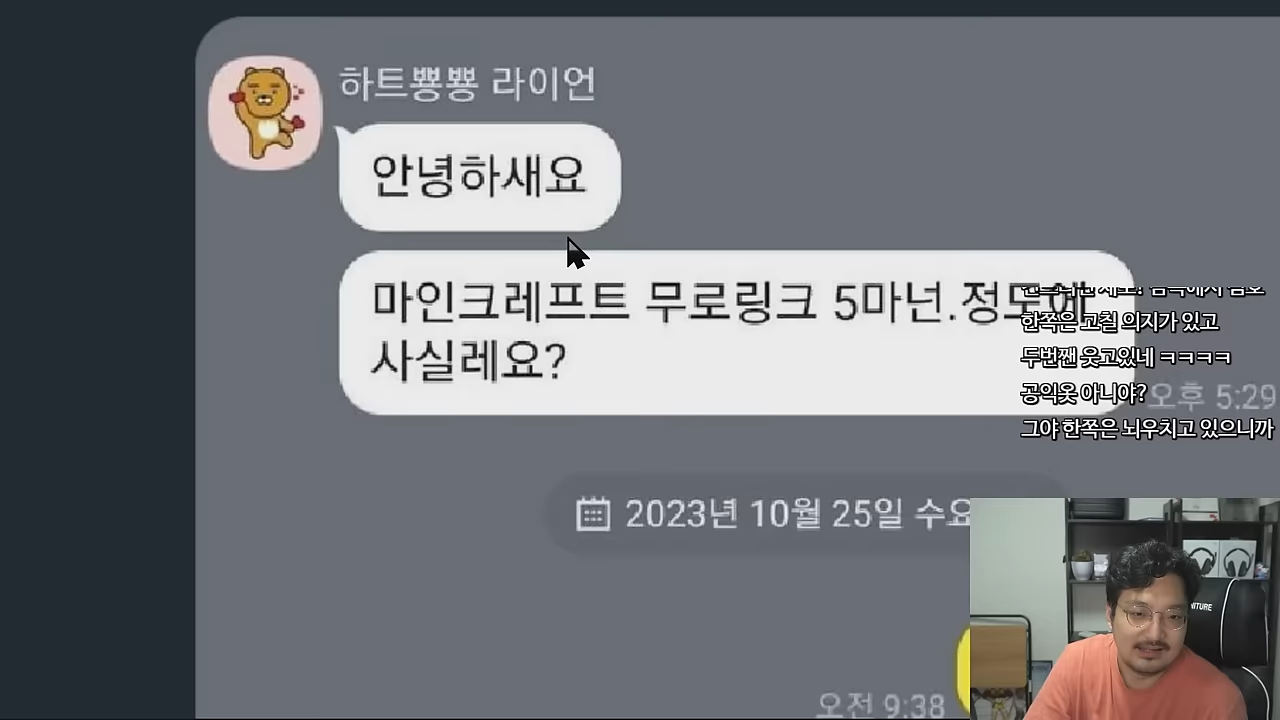 하트뿅뿅 라이언
안녕하새요
마인크레프트 무로링크 5마넌.정도에
사실레요?
한쪽은 고칠 의지가 있고
두번짼 웃고있네 ㅋㅋㅋㅋ
공익옷 아니야?
오후 5:29
그야 한쪽은 뇌우치고 있으니까
2023년 10월 25일 수요
오전 9:38